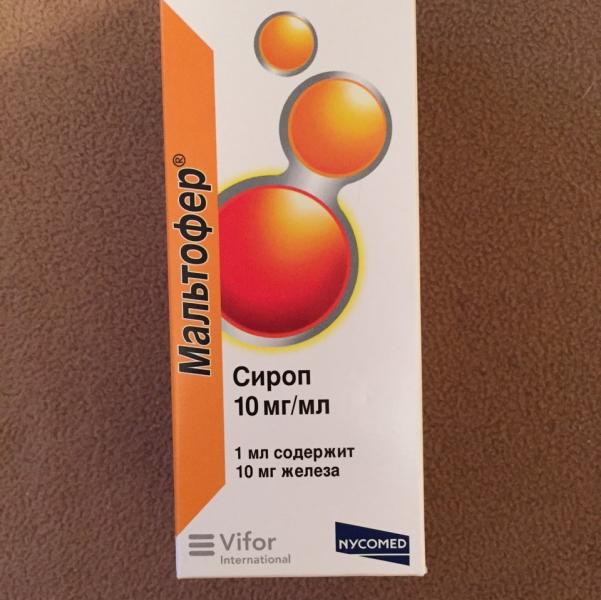 Мальтофер®
Сироп
10 мг/мл
1 мл содержит
10 мг железа
Vifor
International
NYCOMED